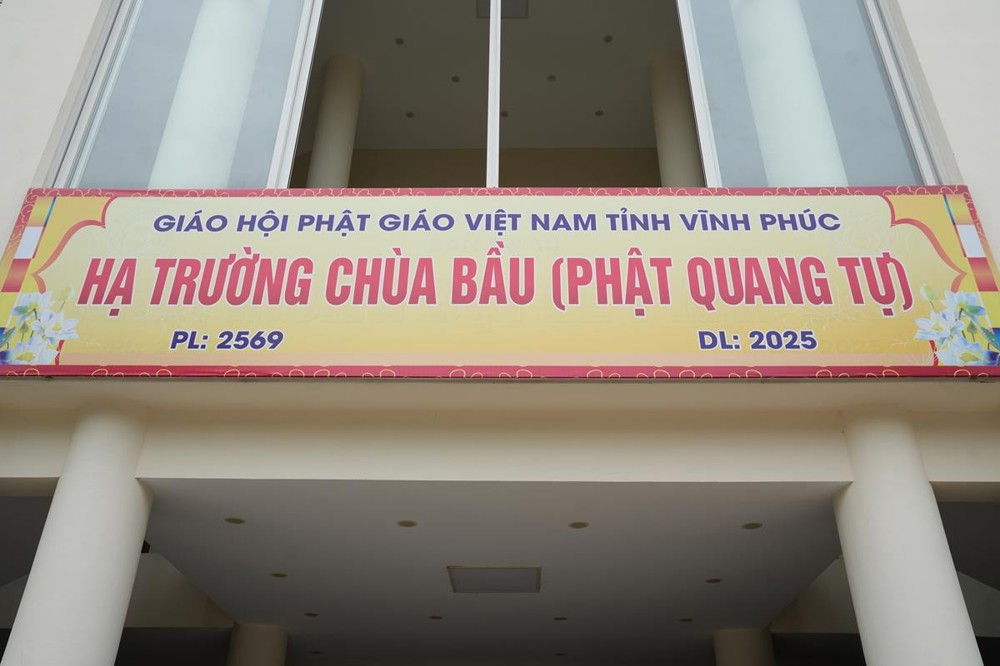 GIÁO HỘI PHẬT GIÁO VIỆT NAM TỈNH VĨNH PHÚC
HẠ TRƯỜNG CHÙA BẦU (PHẬT QUANG TỰ)
PL: 2569 DL: 2025